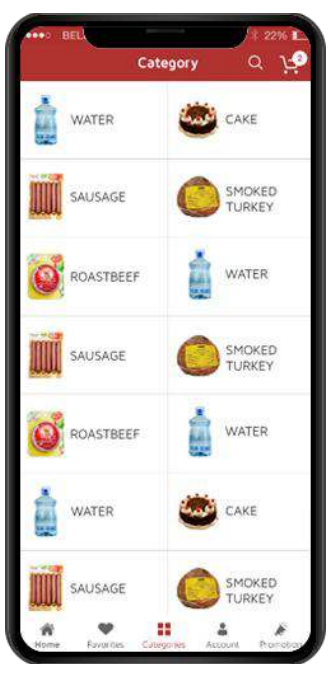 BEL
22%
Category
2
WATER
CAKE
SAUSAGE
SMOKED
TURKEY
ROASTBEEF
WATER
SAUSAGE
SMOKED
TURKEY
ROASTBEEF
WATER
WATER
CAKE
SAUSAGE
SMOKED
TURKEY
Home
Favorites
Categories
Account
Promotion